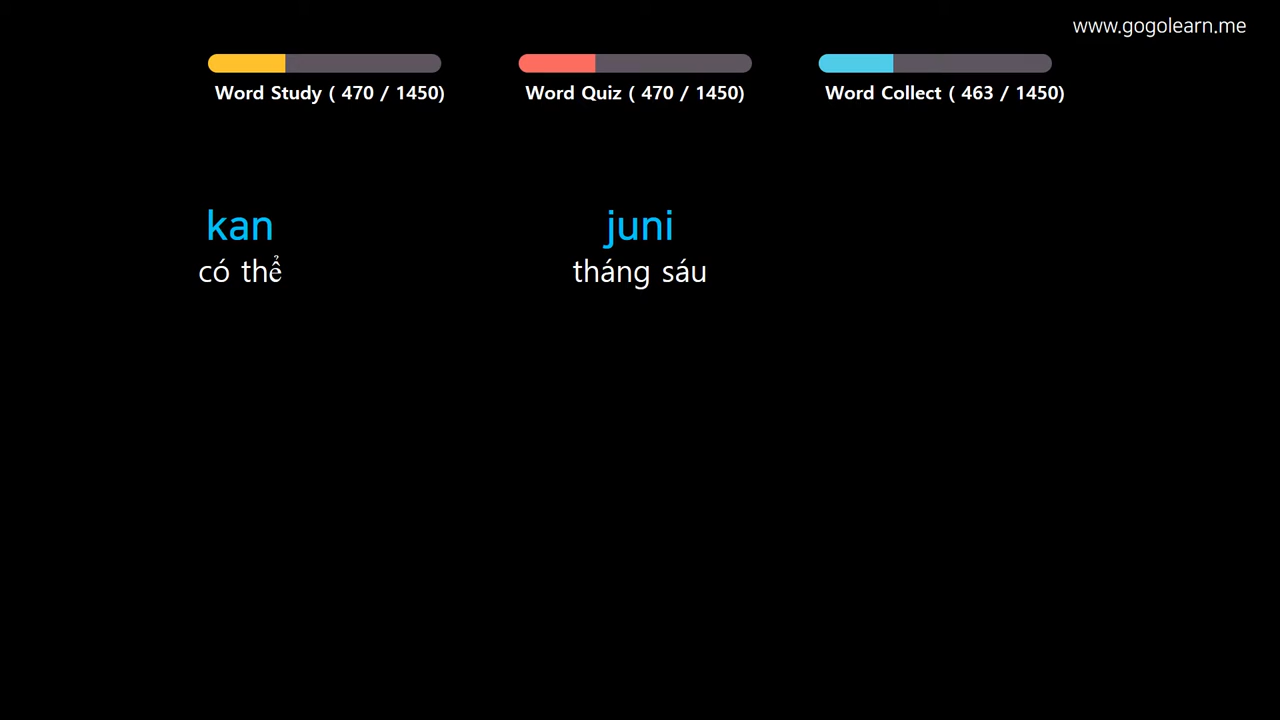 www.gogolearn.me
Word Study ( 470 / 1450)
Word Quiz ( 470 / 1450)
Word Collect ( 463 / 1450)
kan
có thể
juni
tháng sáu